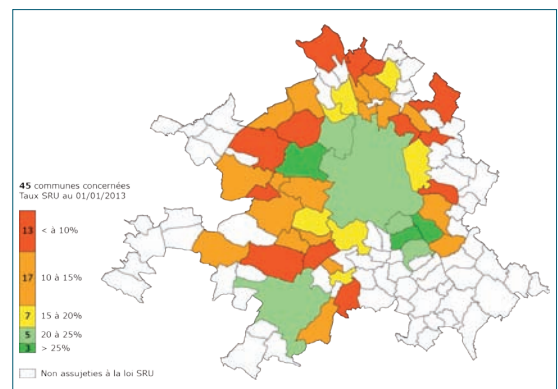 45 communes concernées
Taux SRU au 01/01/2013
13 < à 10%
17 10 à 15%
7 15 à 20%
5 20 à 25%
3 > 25%
Non assujeties à la loi SRU